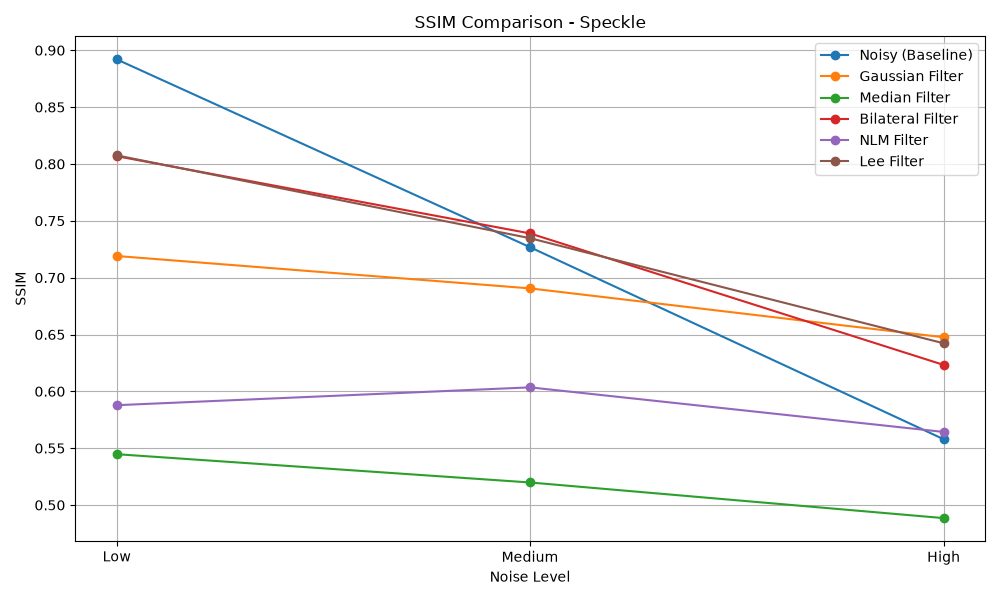 SSIM Comparison - Speckle
Noisy (Baseline)
Gaussian Filter
Median Filter
Bilateral Filter
NLM Filter
Lee Filter
SSIM
0.90
0.85
0.80
0.75
0.70
0.65
0.60
0.55
0.50
Low
Medium
High
Noise Level